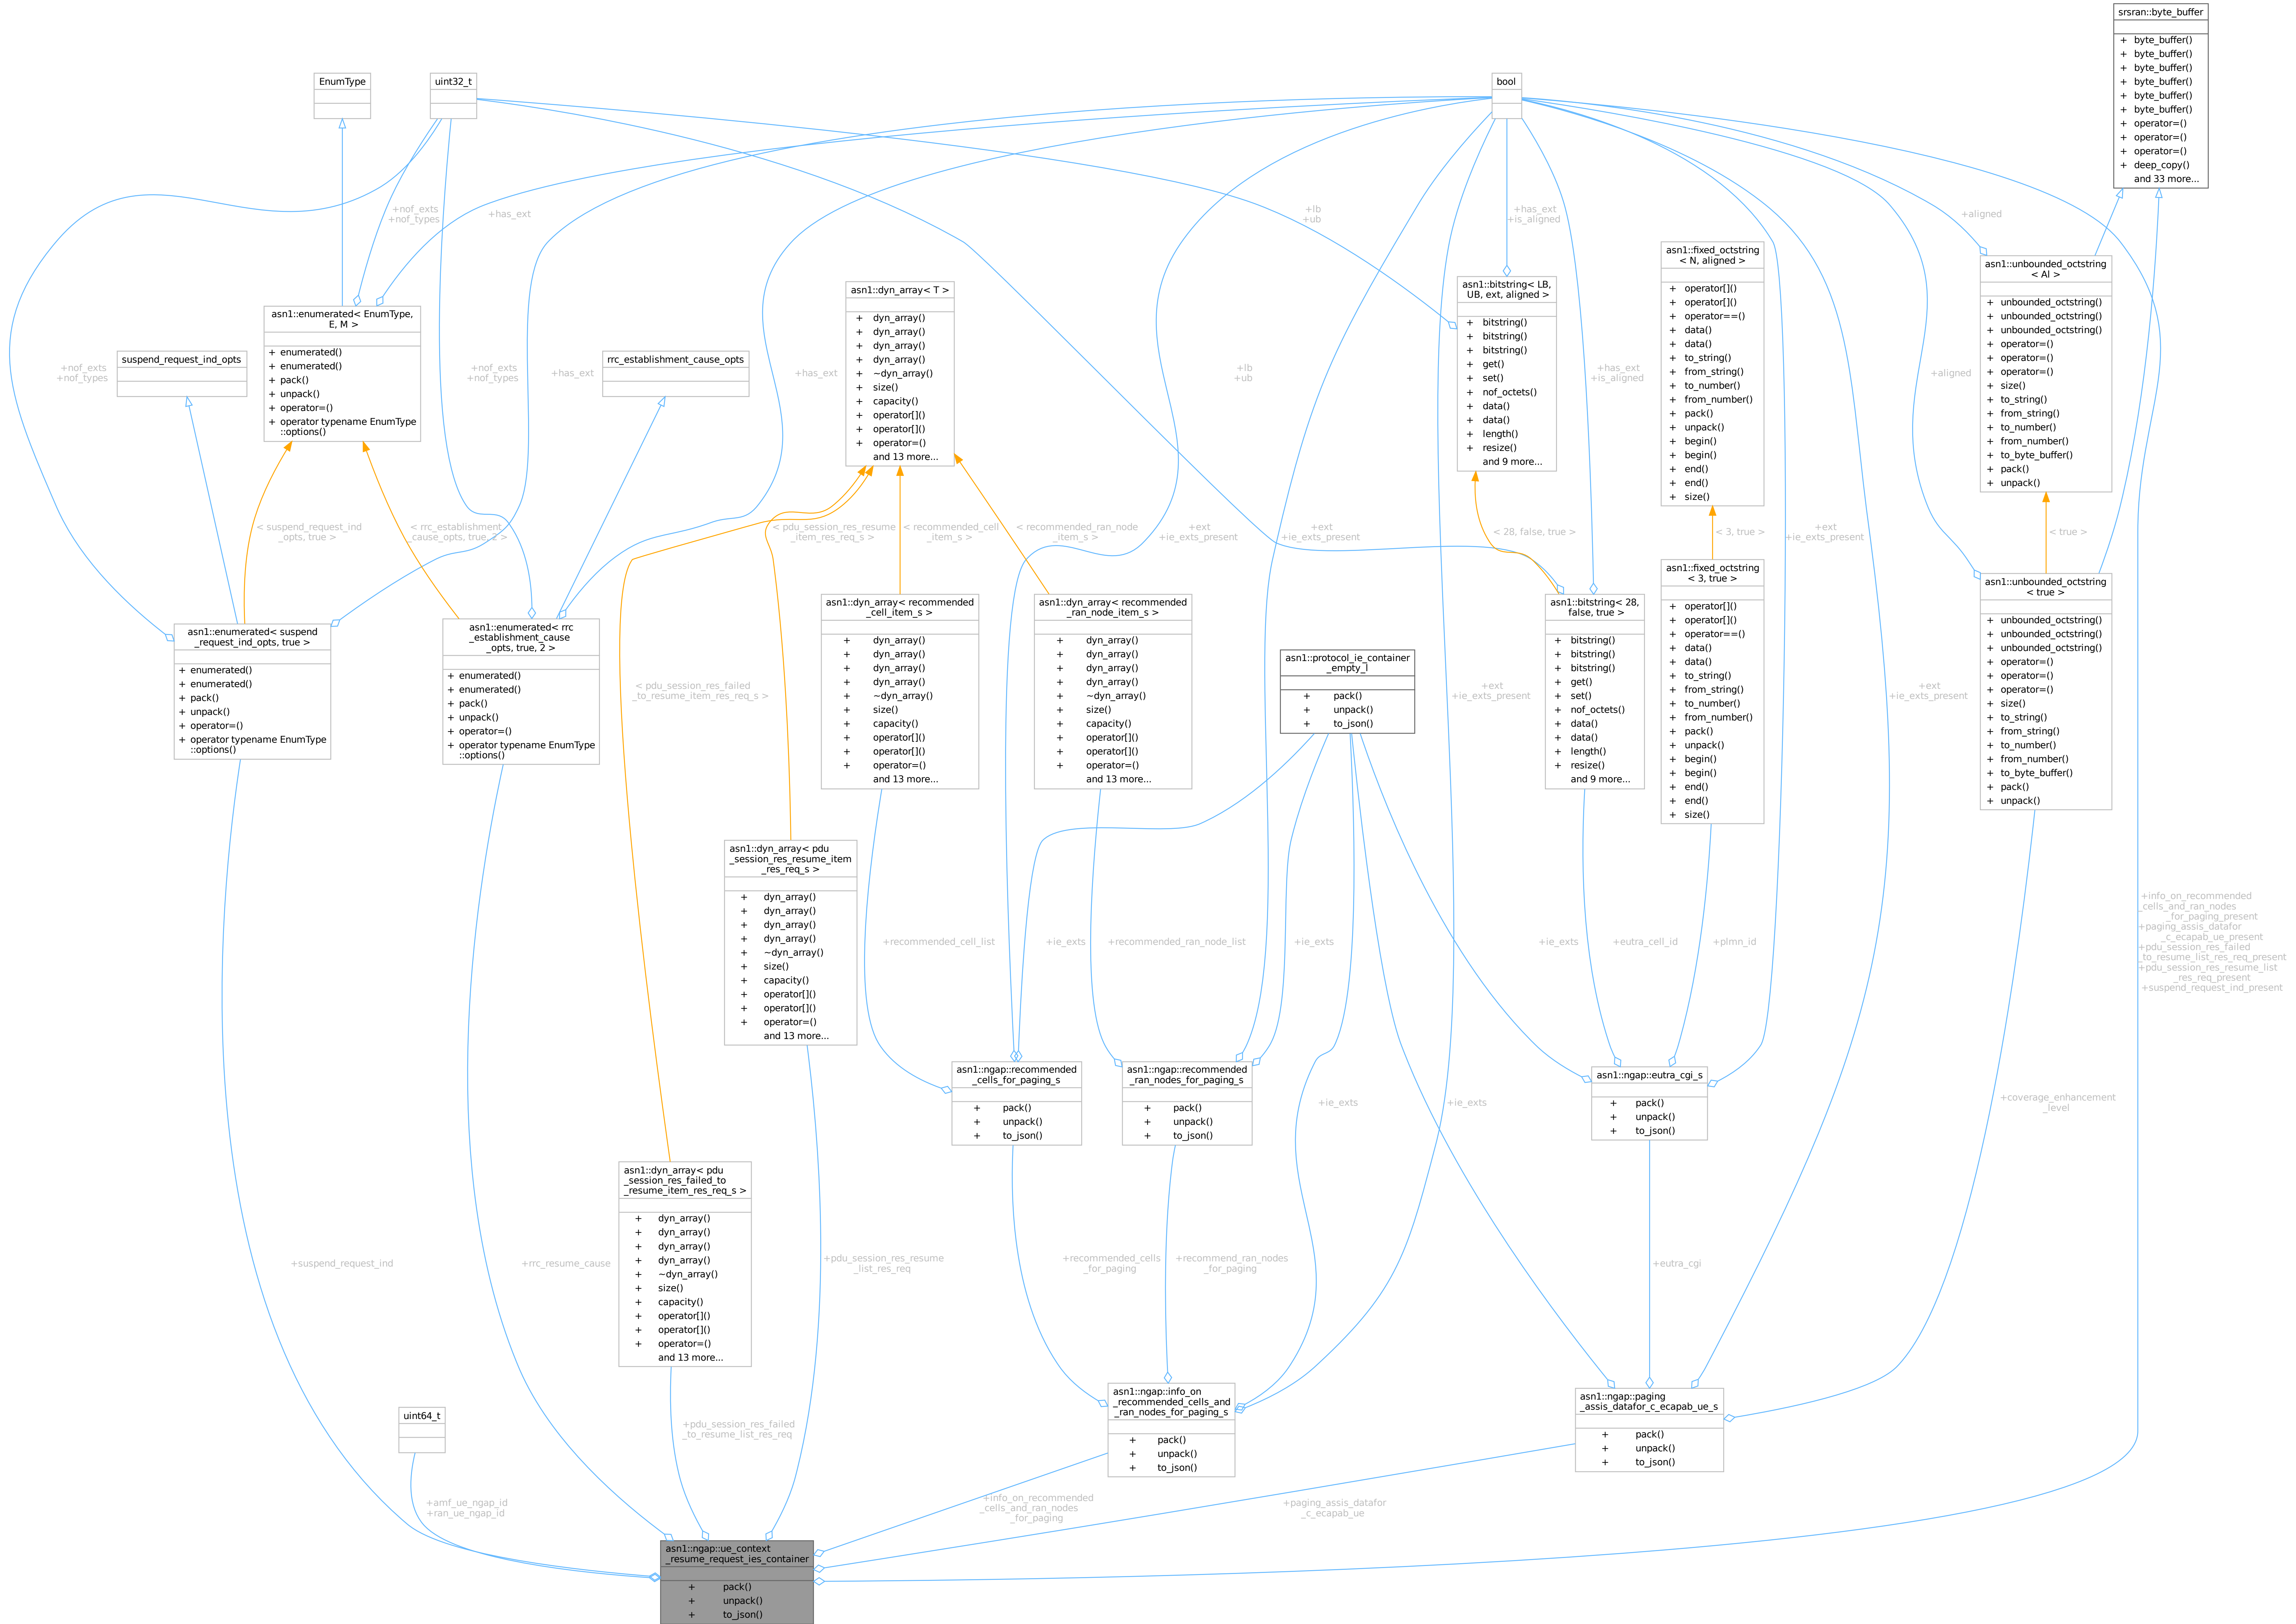 srsran::byte_buffer
+ byte_buffer()
+ byte_buffer()
+ byte_buffer()
+ byte_buffer()
+ byte_buffer()
+ byte_buffer()
+ operator=()
+ operator=()
+ operator=()
+ deep_copy()
and 33 more...
EnumType
uint32_t
bool
+nof_exts
+nof_types
+has_ext
+lb
+ub
+has_ext
+is_aligned
+aligned
asn1::fixed_octstring
< N, aligned >
+ operator[]()
+ operator[]()
+ operator==()
+ data()
+ data()
+ to_string()
+ from_string()
+ to_number()
+ from_number()
+ pack()
+ unpack()
+ begin()
+ begin()
+ end()
+ end()
+ size()
asn1::unbounded_octstring
< Al >
+ unbounded_octstring()
+ unbounded_octstring()
+ unbounded_octstring()
+ operator=()
+ operator=()
+ operator=()
+ size()
+ to_string()
+ from_string()
+ to_number()
+ from_number()
+ to_byte_buffer()
+ pack()
+ unpack()
asn1::bitstring< LB,
UB, ext, aligned >
+ bitstring()
+ bitstring()
+ bitstring()
+ get()
+ set()
+ nof_octets()
+ data()
+ data()
+ length()
+ resize()
and 9 more...
asn1::dyn_array< T >
+ dyn_array()
+ dyn_array()
+ dyn_array()
+ dyn_array()
+ ~dyn_array()
+ size()
+ capacity()
+ operator[]()
+ operator[]()
+ operator=()
and 13 more...
asn1::enumerated< EnumType,
E, M >
+ enumerated()
+ enumerated()
+ pack()
+ unpack()
+ operator=()
+ operator typename EnumType
::options()
suspend_request_ind_opts
rrc_establishment_cause_opts
+nof_exts
+nof_types
+nof_exts
+nof_types
+has_ext
+has_ext
+lb
+ub
+has_ext
+is_aligned
+aligned
< suspend_request_ind
_opts, true >
< rrc_establishment
_cause_opts, true, 2 >
< pdu_session_res_resume
_item_res_req_s >
< recommended_cell
_item_s >
< recommended_ran_node
_item_s >
+ext
+ie_exts_present
+ext
+ie_exts_present
< 28, false, true >
< 3, true >
+ext
+ie_exts_present
< true >
asn1::enumerated< suspend
_request_ind_opts, true >
+ enumerated()
+ enumerated()
+ pack()
+ unpack()
+ operator=()
+ operator typename EnumType
::options()
asn1::enumerated< rrc
_establishment_cause
_opts, true, 2 >
+ enumerated()
+ enumerated()
+ pack()
+ unpack()
+ operator=()
+ operator typename EnumType
::options()
< pdu_session_res_failed
_to_resume_item_res_req_s >
asn1::dyn_array< recommended
_cell_item_s >
+ dyn_array()
+ dyn_array()
+ dyn_array()
+ dyn_array()
+ ~dyn_array()
+ size()
+ capacity()
+ operator[]()
+ operator[]()
+ operator=()
and 13 more...
asn1::dyn_array< recommended
_ran_node_item_s >
+ dyn_array()
+ dyn_array()
+ dyn_array()
+ dyn_array()
+ ~dyn_array()
+ size()
+ capacity()
+ operator[]()
+ operator[]()
+ operator=()
and 13 more...
asn1::protocol_ie_container
_empty_l
+ pack()
+ unpack()
+ to_json()
+ext
+ie_exts_present
asn1::bitstring< 28,
false, true >
+ bitstring()
+ bitstring()
+ bitstring()
+ get()
+ set()
+ nof_octets()
+ data()
+ data()
+ length()
+ resize()
and 9 more...
asn1::fixed_octstring
< 3, true >
+ operator[]()
+ operator[]()
+ operator==()
+ data()
+ data()
+ to_string()
+ from_string()
+ to_number()
+ from_number()
+ pack()
+ unpack()
+ begin()
+ begin()
+ end()
+ end()
+ size()
+ext
+ie_exts_present
asn1::unbounded_octstring
< true >
+ unbounded_octstring()
+ unbounded_octstring()
+ unbounded_octstring()
+ operator=()
+ operator=()
+ operator=()
+ size()
+ to_string()
+ from_string()
+ to_number()
+ from_number()
+ to_byte_buffer()
+ pack()
+ unpack()
asn1::dyn_array< pdu
_session_res_resume_item
_res_req_s >
+ dyn_array()
+ dyn_array()
+ dyn_array()
+ dyn_array()
+ ~dyn_array()
+ size()
+ capacity()
+ operator[]()
+ operator[]()
+ operator=()
and 13 more...
+recommended_cell_list
+ie_exts
+recommended_ran_node_list
+ie_exts
+ie_exts
+eutra_cell_id
+plmn_id
+info_on_recommended
_cells_and_ran_nodes
_for_paging_present
+paging_assis_datafor
_c_ecapab_ue_present
+pdu_session_res_failed
_to_resume_list_res_req_present
+pdu_session_res_resume_list
_res_req_present
+suspend_request_ind_present
asn1::ngap::recommended
_cells_for_paging_s
+ pack()
+ unpack()
+ to_json()
asn1::ngap::recommended
_ran_nodes_for_paging_s
+ pack()
+ unpack()
+ to_json()
+ie_exts
+ie_exts
asn1::ngap::eutra_cgi_s
+ pack()
+ unpack()
+ to_json()
+coverage_enhancement
_level
asn1::dyn_array< pdu
_session_res_failed_to
_resume_item_res_req_s >
+ dyn_array()
+ dyn_array()
+ dyn_array()
+ dyn_array()
+ ~dyn_array()
+ size()
+ capacity()
+ operator[]()
+ operator[]()
+ operator=()
and 13 more...
+suspend_request_ind
+rrc_resume_cause
+pdu_session_res_resume
_list_res_req
+recommended_cells
_for_paging
+recommend_ran_nodes
_for_paging
+eutra_cgi
uint64_t
+pdu_session_res_failed
_to_resume_list_res_req
asn1::ngap::info_on
_recommended_cells_and
_ran_nodes_for_paging_s
+ pack()
+ unpack()
+ to_json()
asn1::ngap::paging
_assis_datafor_c_ecapab_ue_s
+ pack()
+ unpack()
+ to_json()
+amf_ue_ngap_id
+ran_ue_ngap_id
+info_on_recommended
_cells_and_ran_nodes
_for_paging
+paging_assis_datafor
_c_ecapab_ue
asn1::ngap::ue_context
_resume_request_ies_container
+ pack()
+ unpack()
+ to_json()